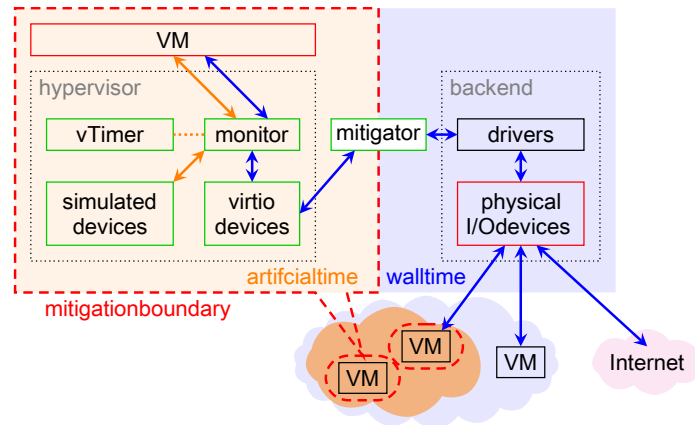 VM
hypervisor
backend
vTimer
monitor
mitigator
drivers
simulated
devices
virtio
devices
physical
I/Odevices
artifcialtime
walltime
mitigationboundary
VM
VM
VM
Internet